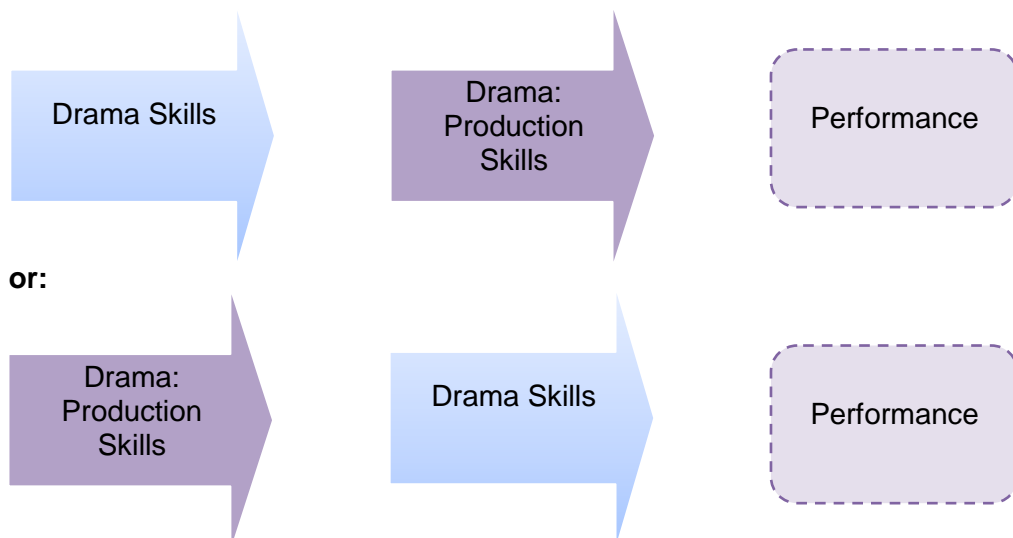 Drama Skills
Drama:
Production
Skills
Performance
or:
Drama:
Production
Skills
Drama Skills
Performance